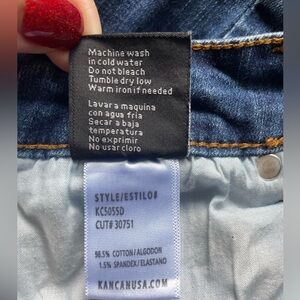 Machine wash
in cold water
Do not bleach
Tumble dry low
Warm iron if needed
Lavar a maquina
con agua fria
Secar a baja
temperatura
No exprimir
No usar cloro
STYLE/ESTILO#
KC5055D
CUT# 30751
98.5% COTTON/ALGODON
1.5% SPANDEX/ELASTANO
KANCANUSA.COM